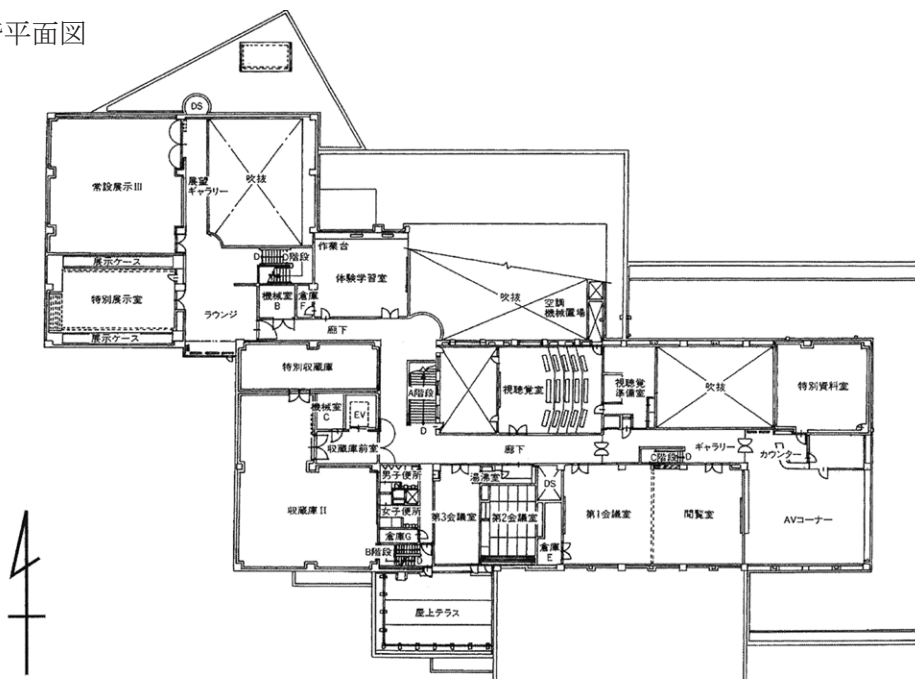 平面図
DS
常設展示III
展望
ギャラリー
吹抜
展示ケース
特別展示室
展示ケース
ラウンジ
D
D階段
機械室
B
倉庫
F
作業台
体験学習室
廊下
吹抜
空調
機械置場
特別収蔵庫
機械室
C
EV
収蔵庫前室
収蔵庫II
A階段
D
視聴覚室
視聴覚
準備室
吹抜
特別資料室
廊下
ギャラリー
カウンター
C階段
D
男子便所
女子便所
倉庫G
B階段
D
第3会議室
湯沸室
第2会議室
DS
倉庫
E
第1会議室
閲覧室
AVコーナー
屋上テラス